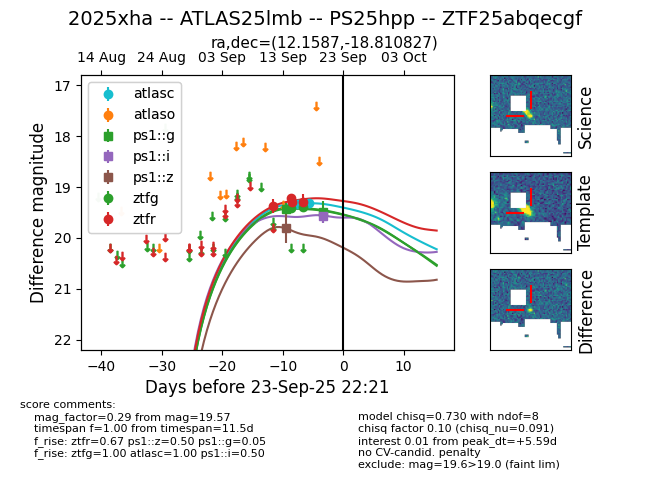 2025xha -- ATLAS25lmb -- PS25hpp -- ZTF25abqecgf
ra,dec=(12.1587,-18.810827)
14 Aug 24 Aug 03 Sep 13 Sep 23 Sep 03 Oct
17
18
19
20
21
22
Difference magnitude
atlasc
atlaso
ps1::g
ps1::i
ps1::z
ztfg
ztfr
−40 −30 −20 −10 0 10
Days before 23-Sep-25 22:21
Science
Template
Difference
score comments:
mag_factor=0.29 from mag=19.57
timespan f=1.00 from timespan=11.5d
f_rise: ztfr=0.67 ps1::z=0.50 ps1::g=0.05
f_rise: ztfg=1.00 atlasc=1.00 ps1::i=0.50
model chisq=0.730 with ndof=8
chisq factor 0.10 (chisq_nu=0.091)
interest 0.01 from peak_dt=+5.59d
no CV-candid. penalty
exclude: mag=19.6>19.0 (faint lim)